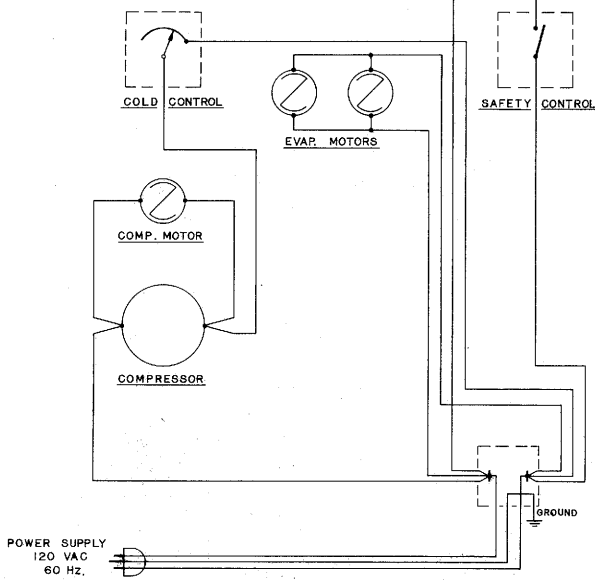 COLD CONTROL
SAFETY CONTROL
EVAP. MOTORS
COMP. MOTOR
COMPRESSOR
GROUND
POWER SUPPLY
120 VAC
60 Hz.